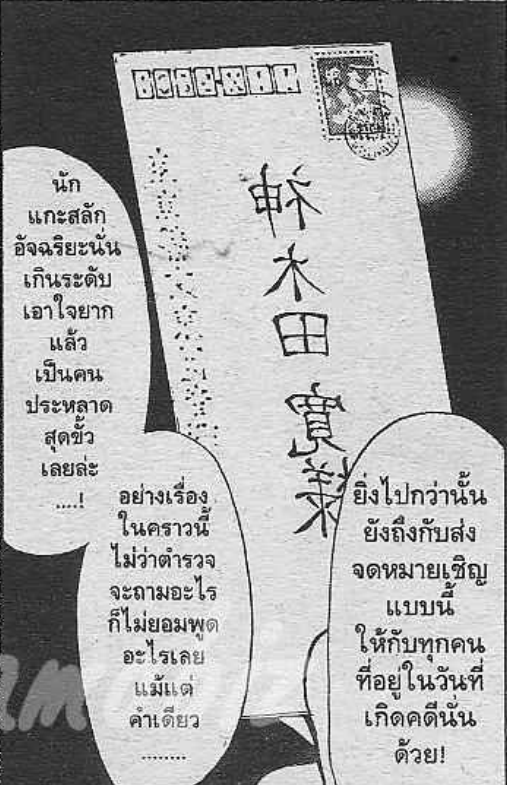 神木田寛
ยิ่งไปกว่านั้น
ยังถึงกับส่ง
จดหมายเชิญ
แบบนี้
ให้กับทุกคน
ที่อยู่ในวันที่
เกิดคดีนั่น
ด้วย!
นัก
แกะสลัก
อัจฉริยะนั่น
เกินระดับ
เอาใจยาก
แล้ว
เป็นคน
ประหลาด
สุดขั้ว
เลยล่ะ
....!
อย่างเรื่อง
ในคราวนี้
ไม่ว่าตำรวจ
จะถามอะไร
ก็ไม่ยอมพูด
อะไรเลย
แม้แต่
คำเดียว
........